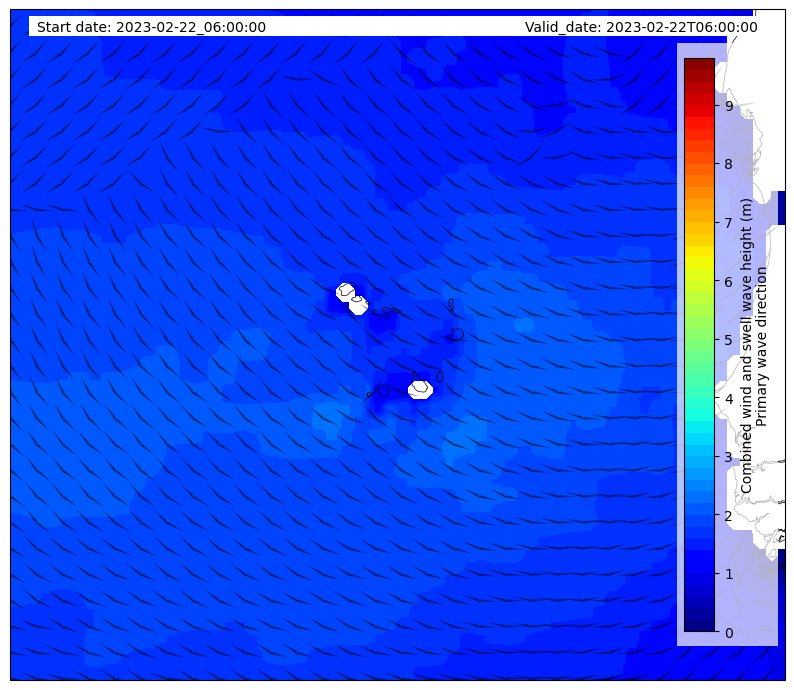 Start date: 2023-02-22_06:00:00
Valid_date: 2023-02-22T06:00:00
9
8
7
6
5
4
3
2
1
0
Combined wind and swell wave height (m)
Primary wave direction